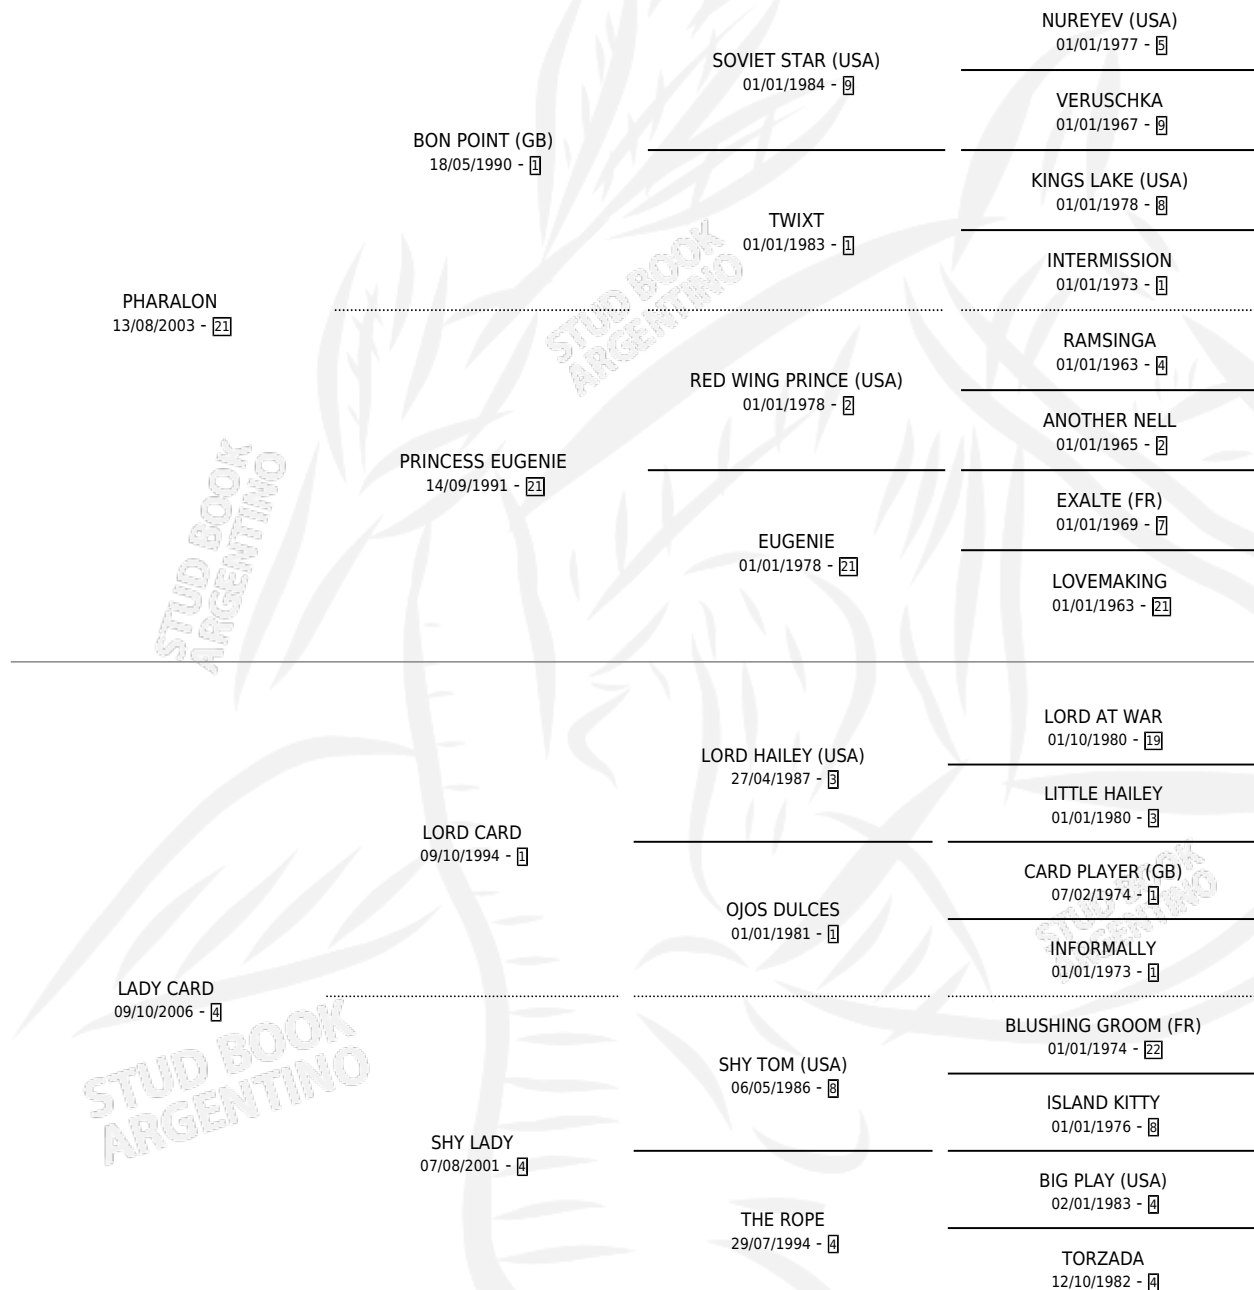 NUREYEV (USA)
01/01/1977 - 5
SOVIET STAR (USA)
01/01/1984 - 9
VERUSCHKA
01/01/1967 - 9
BON POINT (GB)
18/05/1990 - 1
KINGS LAKE (USA)
01/01/1978 - 8
TWIXT
01/01/1983 - 1
INTERMISSION
01/01/1973 - 1
PHARALON
13/08/2003 - 21
RAMSINGA
01/01/1963 - 4
RED WING PRINCE (USA)
01/01/1978 - 2
ANOTHER NELL
01/01/1965 - 2
PRINCESS EUGENIE
14/09/1991 - 21
EXALTE (FR)
01/01/1969 - 7
EUGENIE
01/01/1978 - 21
LOVEMAKING
01/01/1963 - 21
STUD BOOK
ARGENTINO
STUD BOOK
ARGENTINO
LORD AT WAR
01/10/1980 - 19
LORD HAILEY (USA)
27/04/1987 - 3
LITTLE HAILEY
01/01/1980 - 3
LORD CARD
09/10/1994 - 1
CARD PLAYER (GB)
07/02/1974 - 1
OJOS DULCES
01/01/1981 - 1
INFORMALLY
01/01/1973 - 1
STUD BOOK
ARGENTINO
LADY CARD
09/10/2006 - 4
BLUSHING GROOM (FR)
01/01/1974 - 22
SHY TOM (USA)
06/05/1986 - 8
ISLAND KITTY
01/01/1976 - 8
SHY LADY
07/08/2001 - 4
BIG PLAY (USA)
02/01/1983 - 4
THE ROPE
29/07/1994 - 4
TORZADA
12/10/1982 - 4
STUD BOOK
ARGENTINO